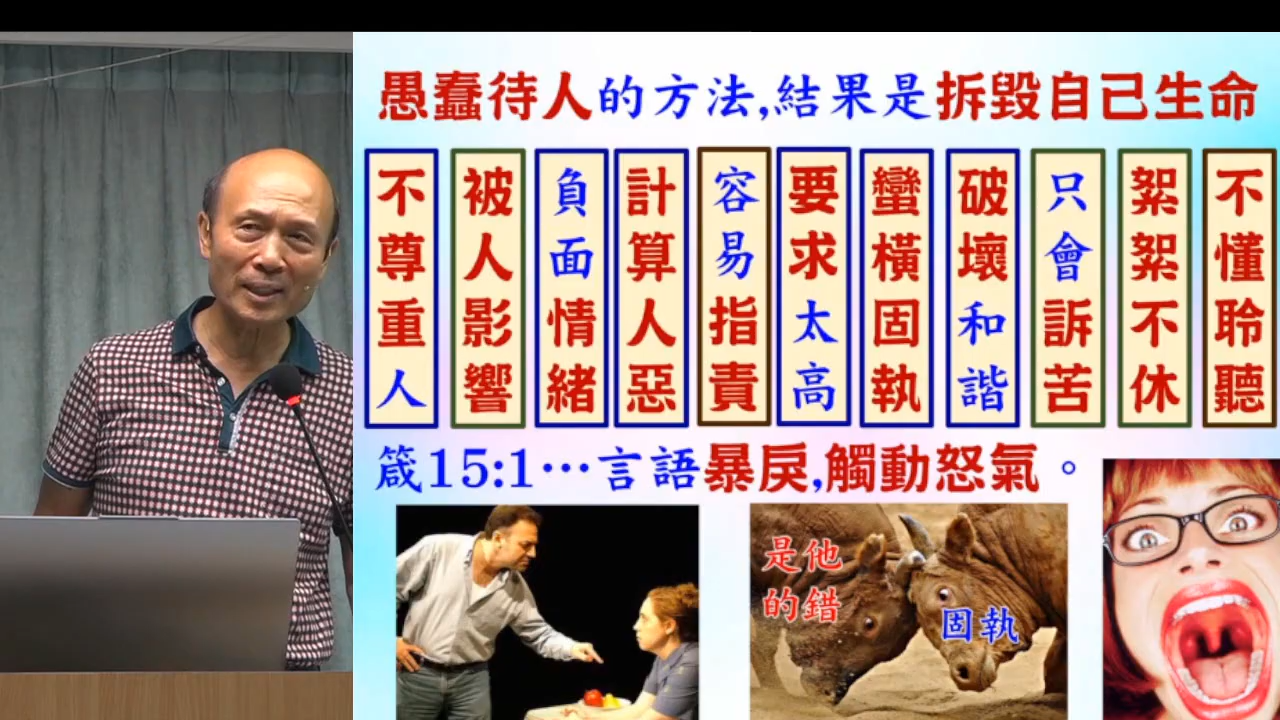 愚蠢待人的方法,結果是拆毀自己生命
不尊重人
被人影響
負面情緒
計算人惡
容易指責
要求太高
蠻橫固執
破壞和諧
只會訴苦
絮絮不休
不懂聆聽
箴15:1…言語暴戾,觸動怒氣。
是他
的錯
固執